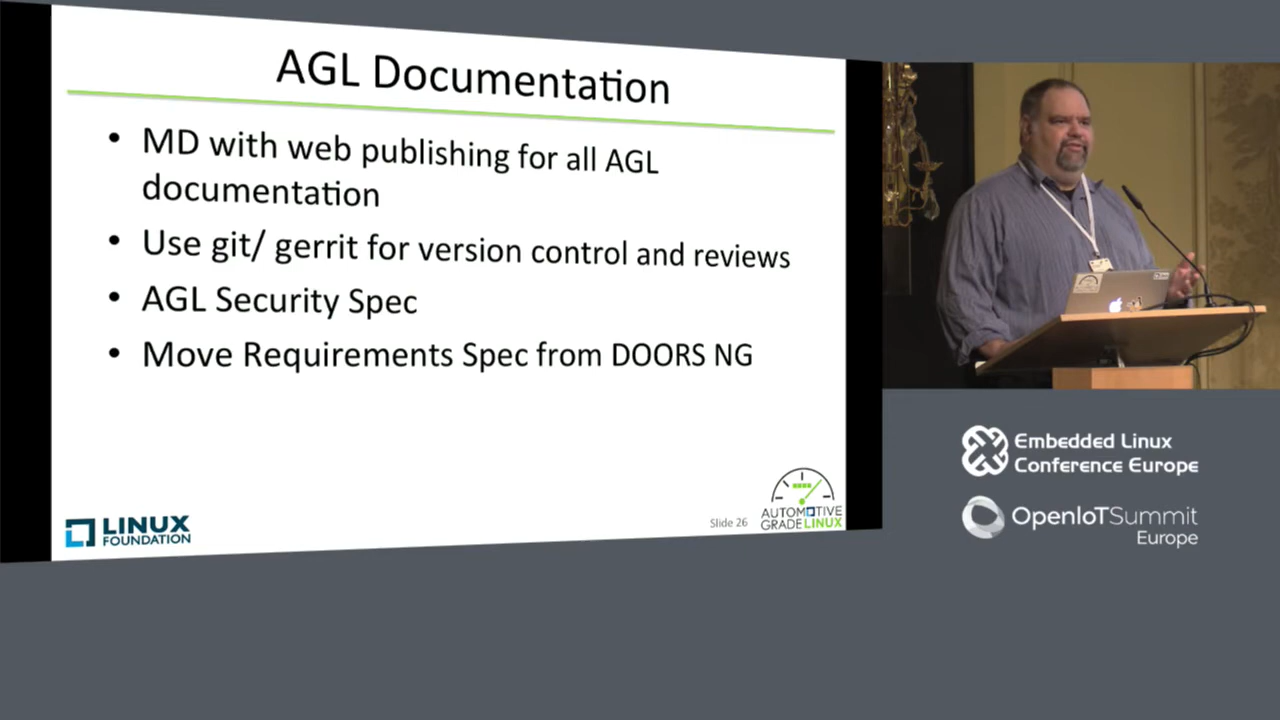 AGL Documentation
• MD with web publishing for all AGL
documentation
• Use git/ gerrit for version control and reviews
• AGL Security Spec
• Move Requirements Spec from DOORS NG
LINUX
FOUNDATION
Slide 26
AUTOMOTIVE
GRADELINUX
Embedded Linux
Conference Europe
OpenIoTSummit
Europe